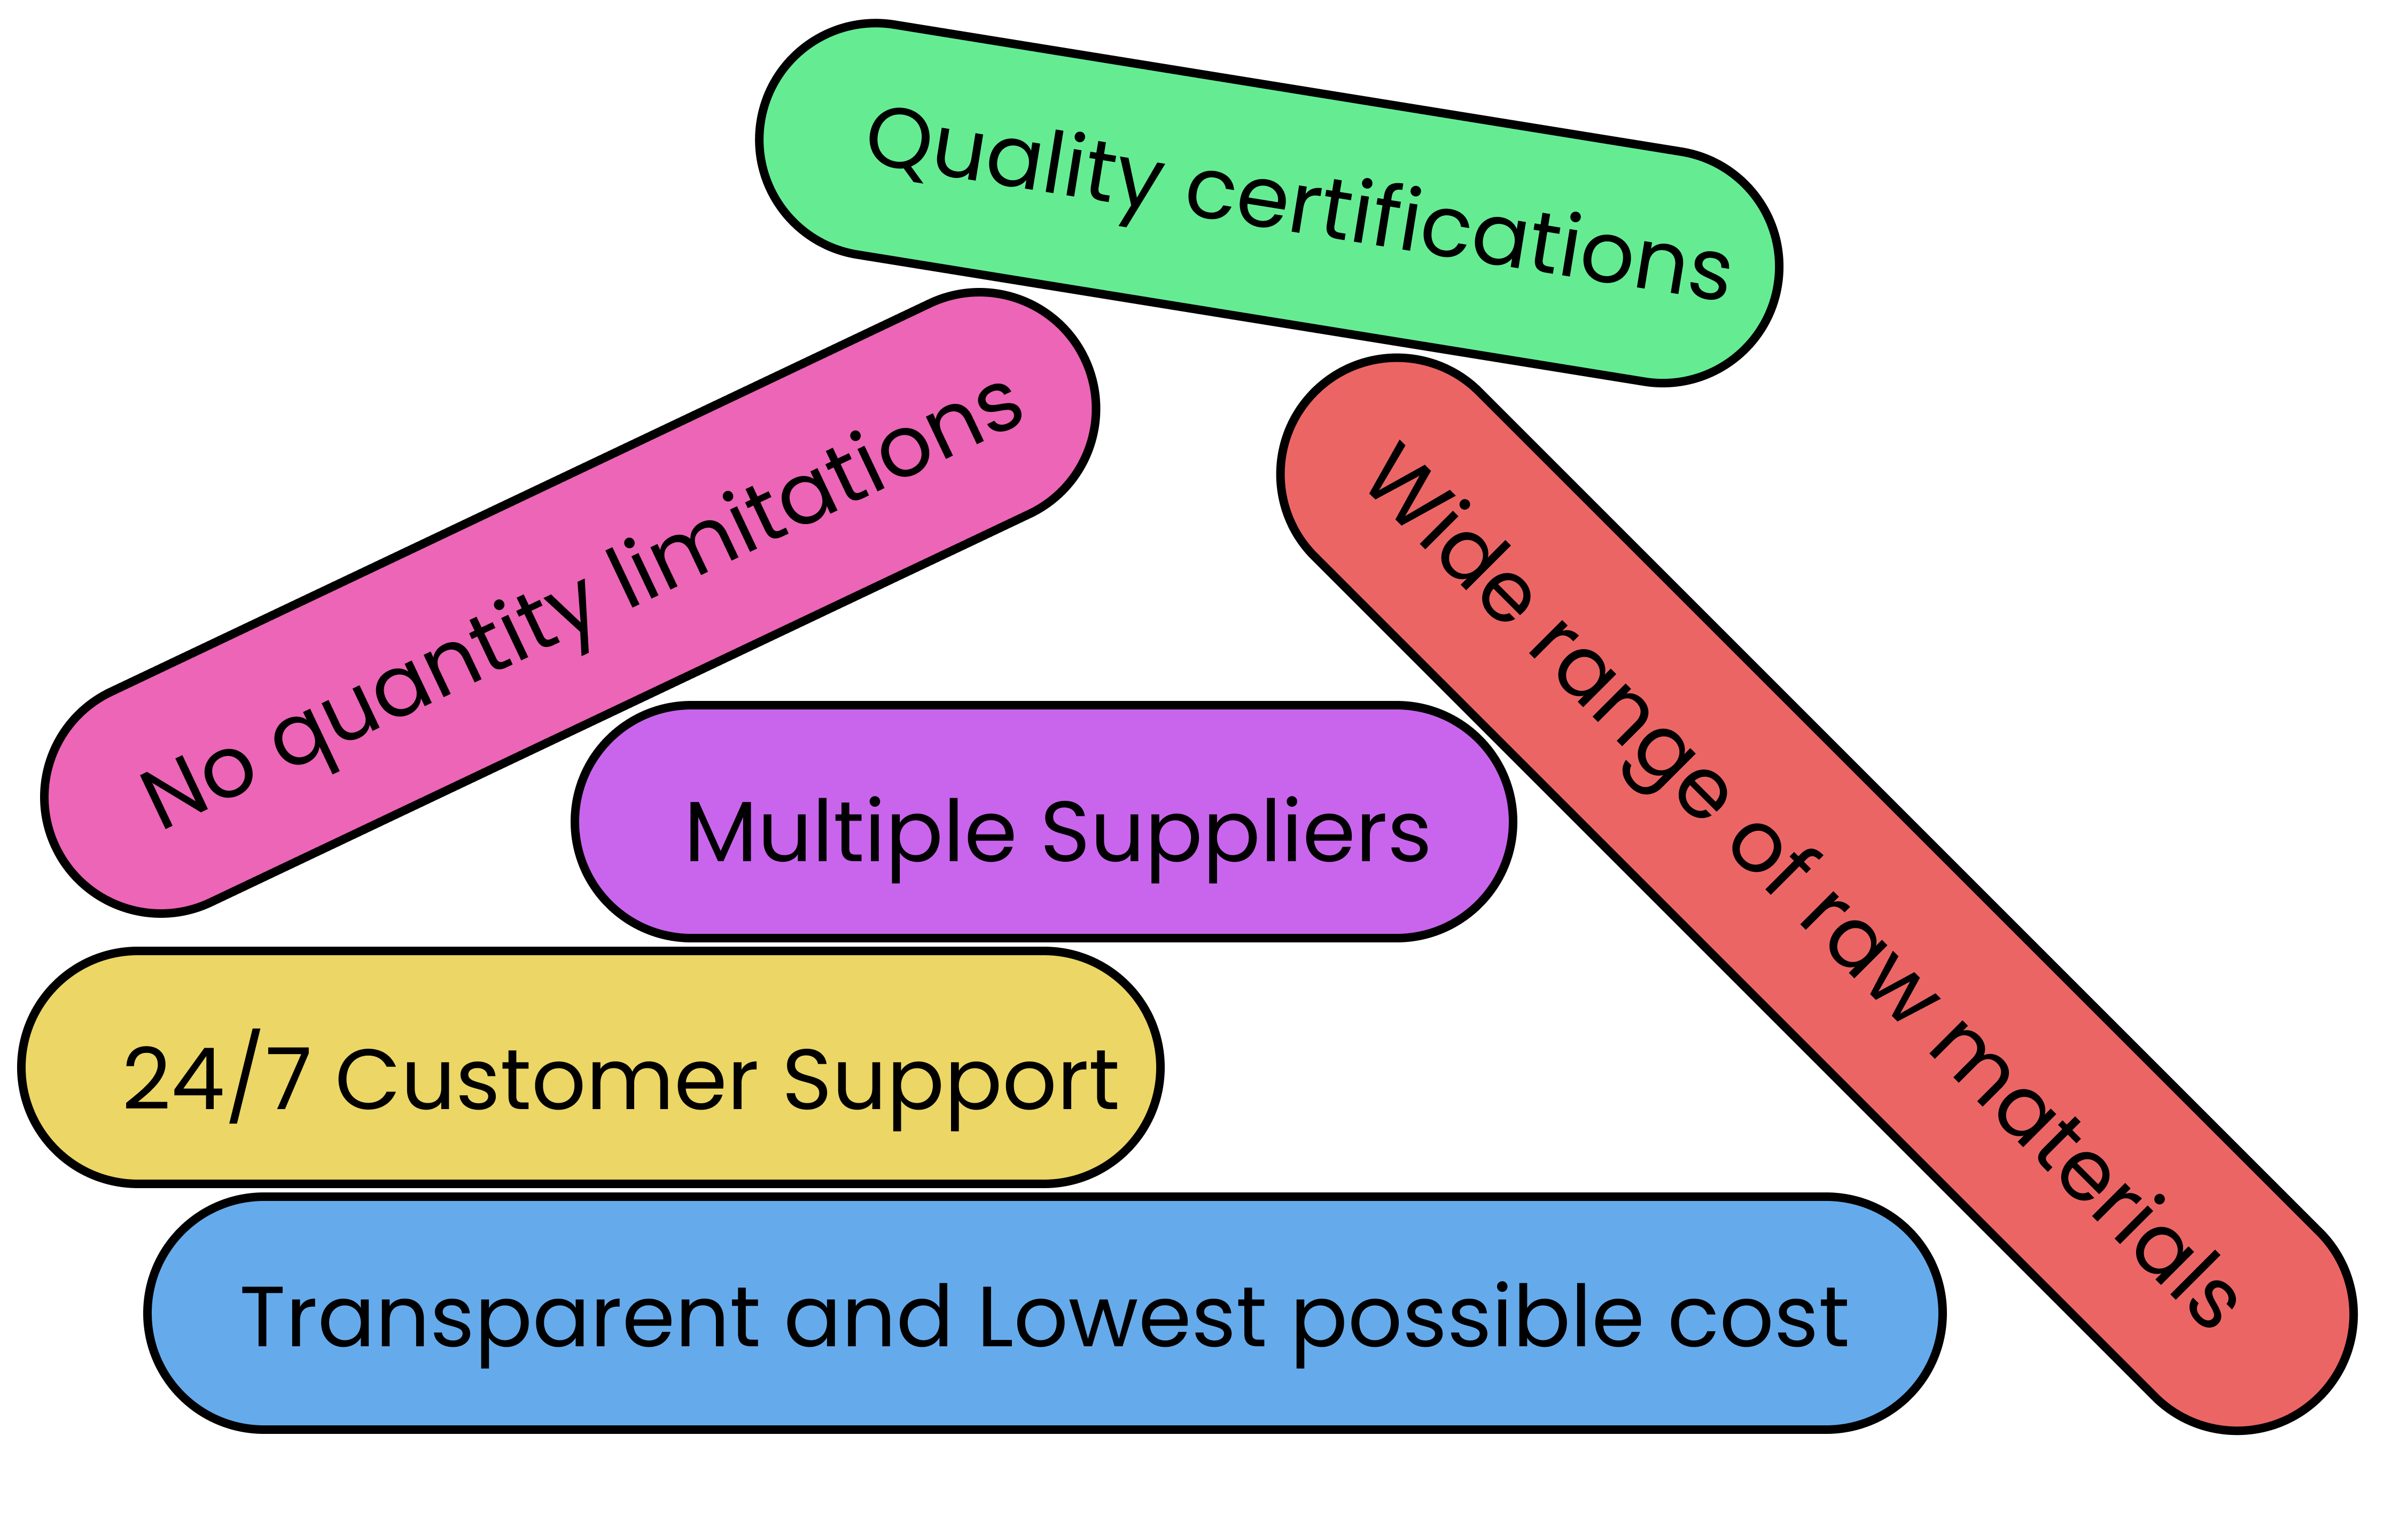 Quality certifications
No quantity limitations
Wide range of raw materials
Multiple Suppliers
24/7 Customer Support
Transparent and Lowest possible cost